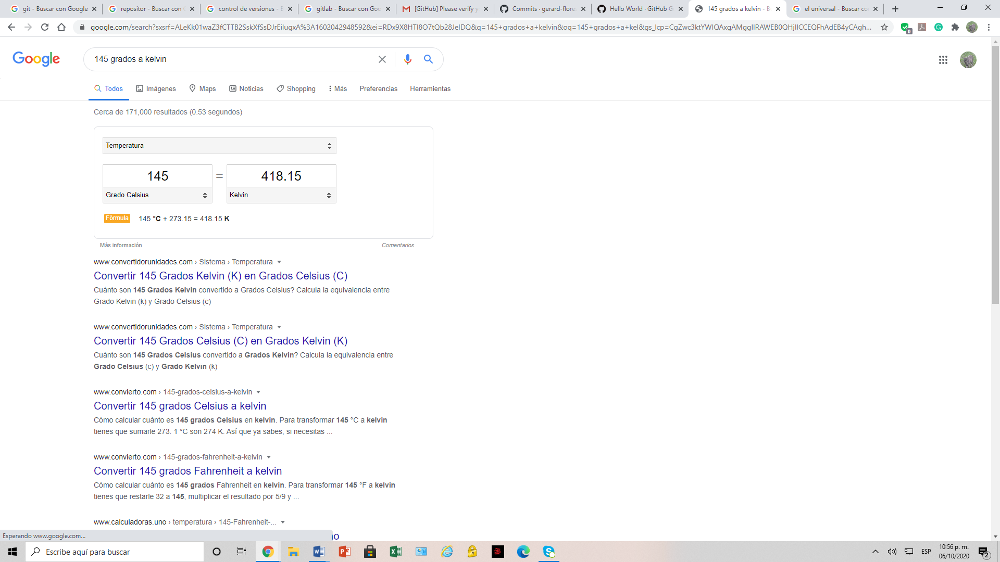 git - Buscar con Google
repositor - Buscar con
control de versiones -
gitlab - Buscar con Goo
[GitHub] Please verify y
Commits · gerard-flore
Hello World · GitHub G
145 grados a kelvin - B
el universal - Buscar co
google.com/search?sxsrf=ALeKk01waZ3fCTTB2SskXfSsDJrEiIugxA%3A1602042948592&ei=RDx9X8HTI8O7tQb28JeIDQ&q=145+grados+a+kelvin&oq=145+grados+a+kel&gs_lcp=CgZwc3ktYWIQAxgAMggIIRAWEB0QHjIICCEQFhAdEB4yCAgh...
0
Google
145 grados a kelvin
Todos
Imágenes
Maps
Noticias
Shopping
Más
Preferencias
Herramientas
Cerca de 171,000 resultados (0.53 segundos)
Temperatura
145 = 418.15
Grado Celsius
Kelvin
Fórmula 145 °C + 273.15 = 418.15 K
Más información
Comentarios
www.convertidorunidades.com › Sistema › Temperatura
Convertir 145 Grados Kelvin (K) en Grados Celsius (C)
Cuánto son 145 Grados Kelvin convertido a Grados Celsius? Calcula la equivalencia entre
Grado Kelvin (k) y Grado Celsius (c)
www.convertidorunidades.com › Sistema › Temperatura
Convertir 145 Grados Celsius (C) en Grados Kelvin (K)
Cuánto son 145 Grados Celsius convertido a Grados Kelvin? Calcula la equivalencia entre
Grado Celsius (c) y Grado Kelvin (k)
www.convierto.com › 145-grados-celsius-a-kelvin
Convertir 145 grados Celsius a kelvin
Cómo calcular cuánto es 145 grados Celsius en kelvin. Para transformar 145 °C a kelvin
tienes que sumarle 273. 1 °C son 274 K. Así que ya sabes, si necesitas ...
www.convierto.com › 145-grados-fahrenheit-a-kelvin
Convertir 145 grados Fahrenheit a kelvin
Cómo calcular cuánto es 145 grados Fahrenheit en kelvin. Para transformar 145 °F a kelvin
tienes que restarle 32 a 145, multiplicar el resultado por 5/9 y ...
www.calculadoras.uno › temperatura › 145-Fahrenheit-...
Esperando www.google.com...
Escribe aquí para buscar
ESP
10:56 p. m.
06/10/2020
2